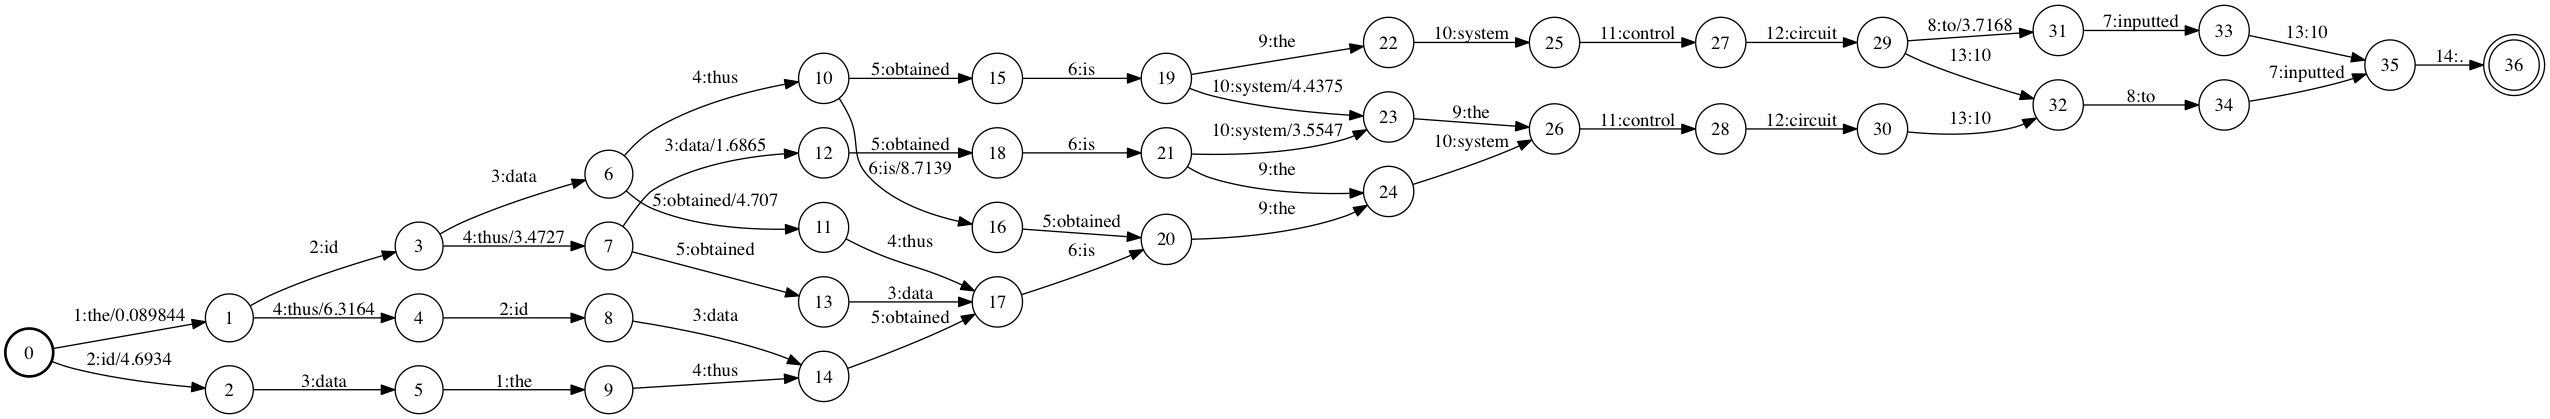 0
1:the/0.089844
2:id/4.6934
1
2
2:id
4:thus/6.3164
3:data
3
4
5
3:data
4:thus/3.4727
2:id
1:the
6
7
8
9
4:thus
5:obtained/4.707
3:data/1.6865
5:obtained
3:data
4:thus
10
12
11
13
14
5:obtained
6:is/8.7139
5:obtained
4:thus
3:data
5:obtained
15
18
16
17
6:is
6:is
5:obtained
6:is
19
21
20
9:the
10:system/4.4375
10:system/3.5547
9:the
9:the
22
23
24
10:system
9:the
10:system
25
26
11:control
11:control
27
28
12:circuit
12:circuit
29
30
8:to/3.7168
13:10
13:10
31
32
7:inputted
8:to
33
34
13:10
7:inputted
35
14:.
36